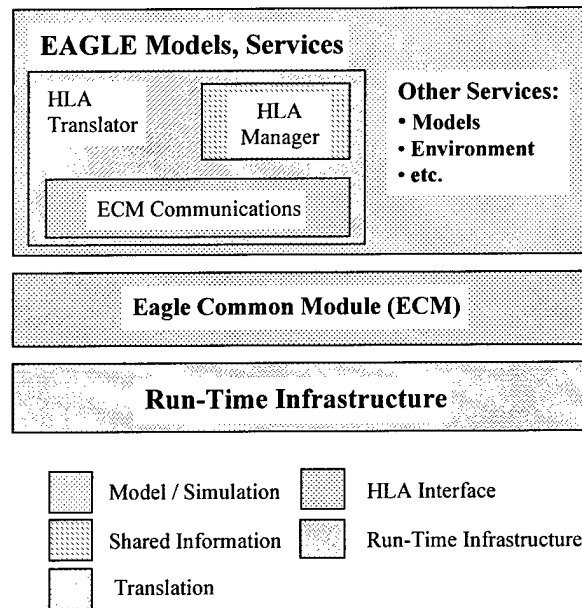 EAGLE Models, Services
HLA
Translator
HLA
Manager
ECM Communications
Other Services:
• Models
• Environment
• etc.
Eagle Common Module (ECM)
Run-Time Infrastructure
Model / Simulation
HLA Interface
Shared Information
Run-Time Infrastructure
Translation